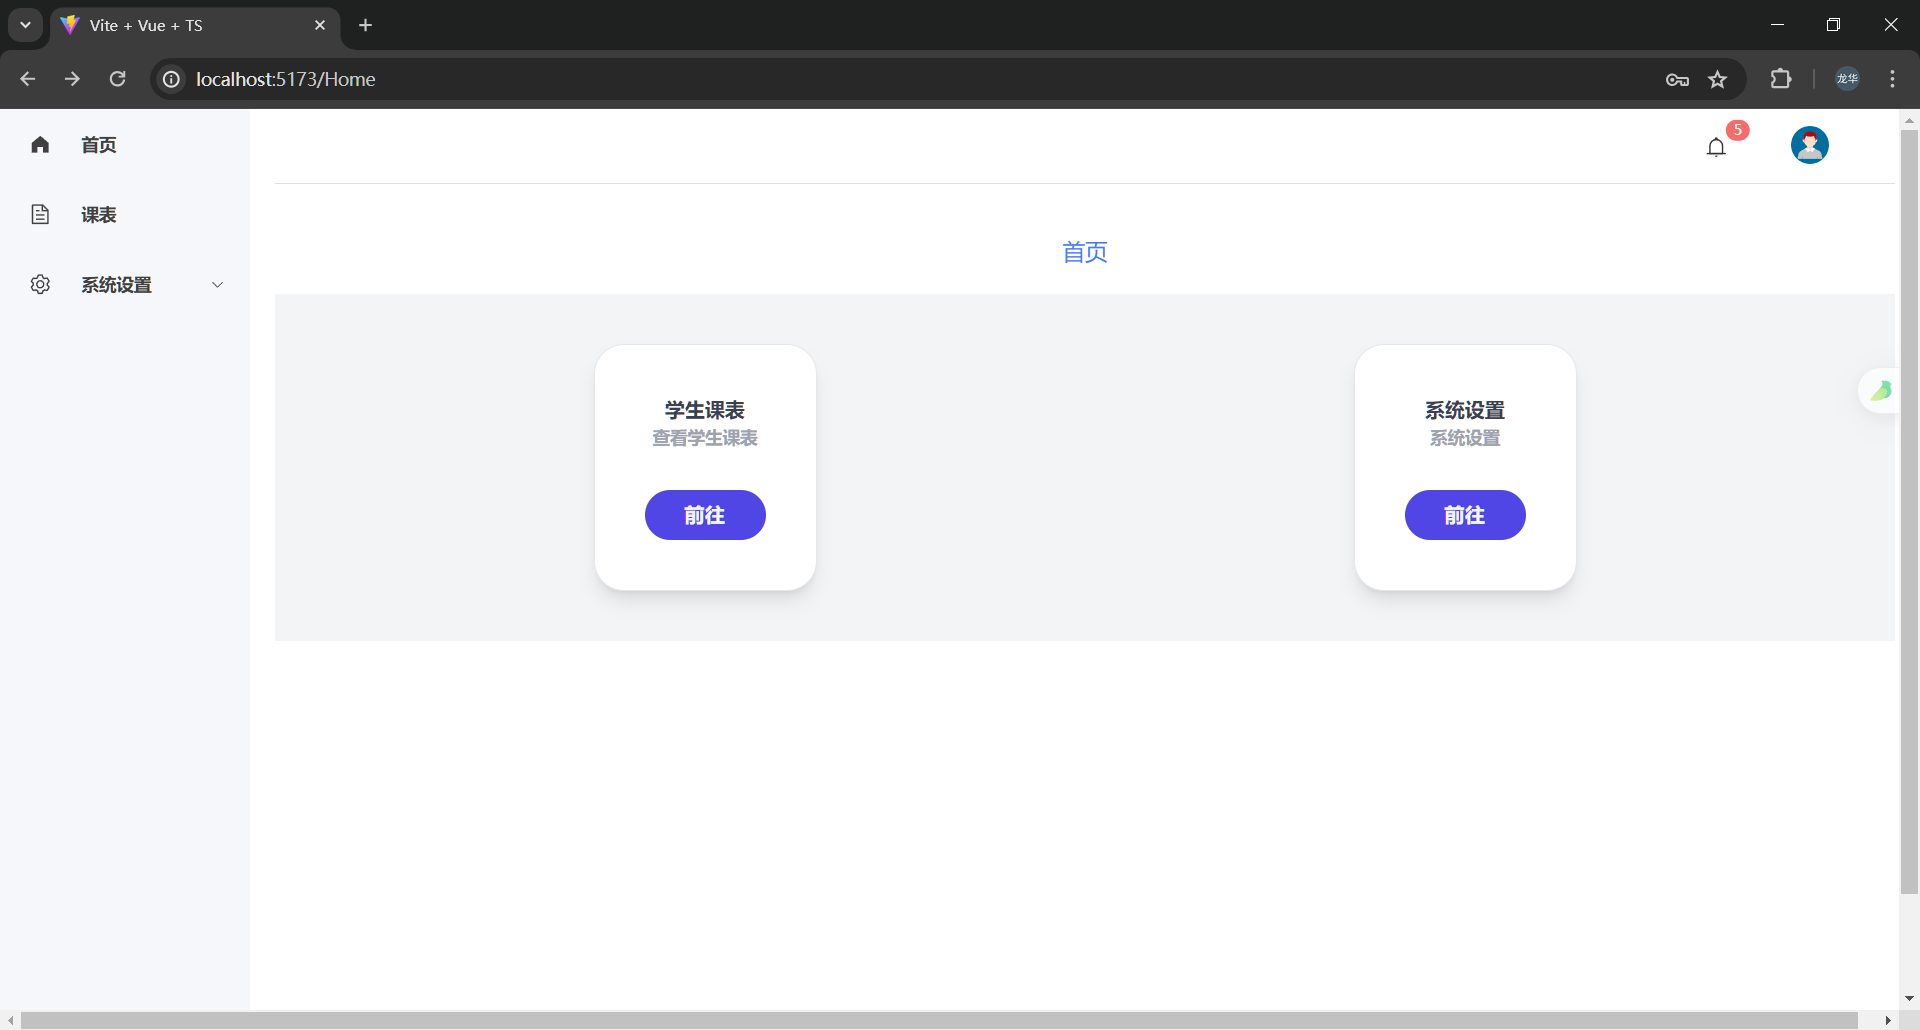 Vite + Vue + TS
localhost:5173/Home
龙华
首页
课表
系统设置
5
首页
学生课表
查看学生课表
前往
系统设置
系统设置
前往